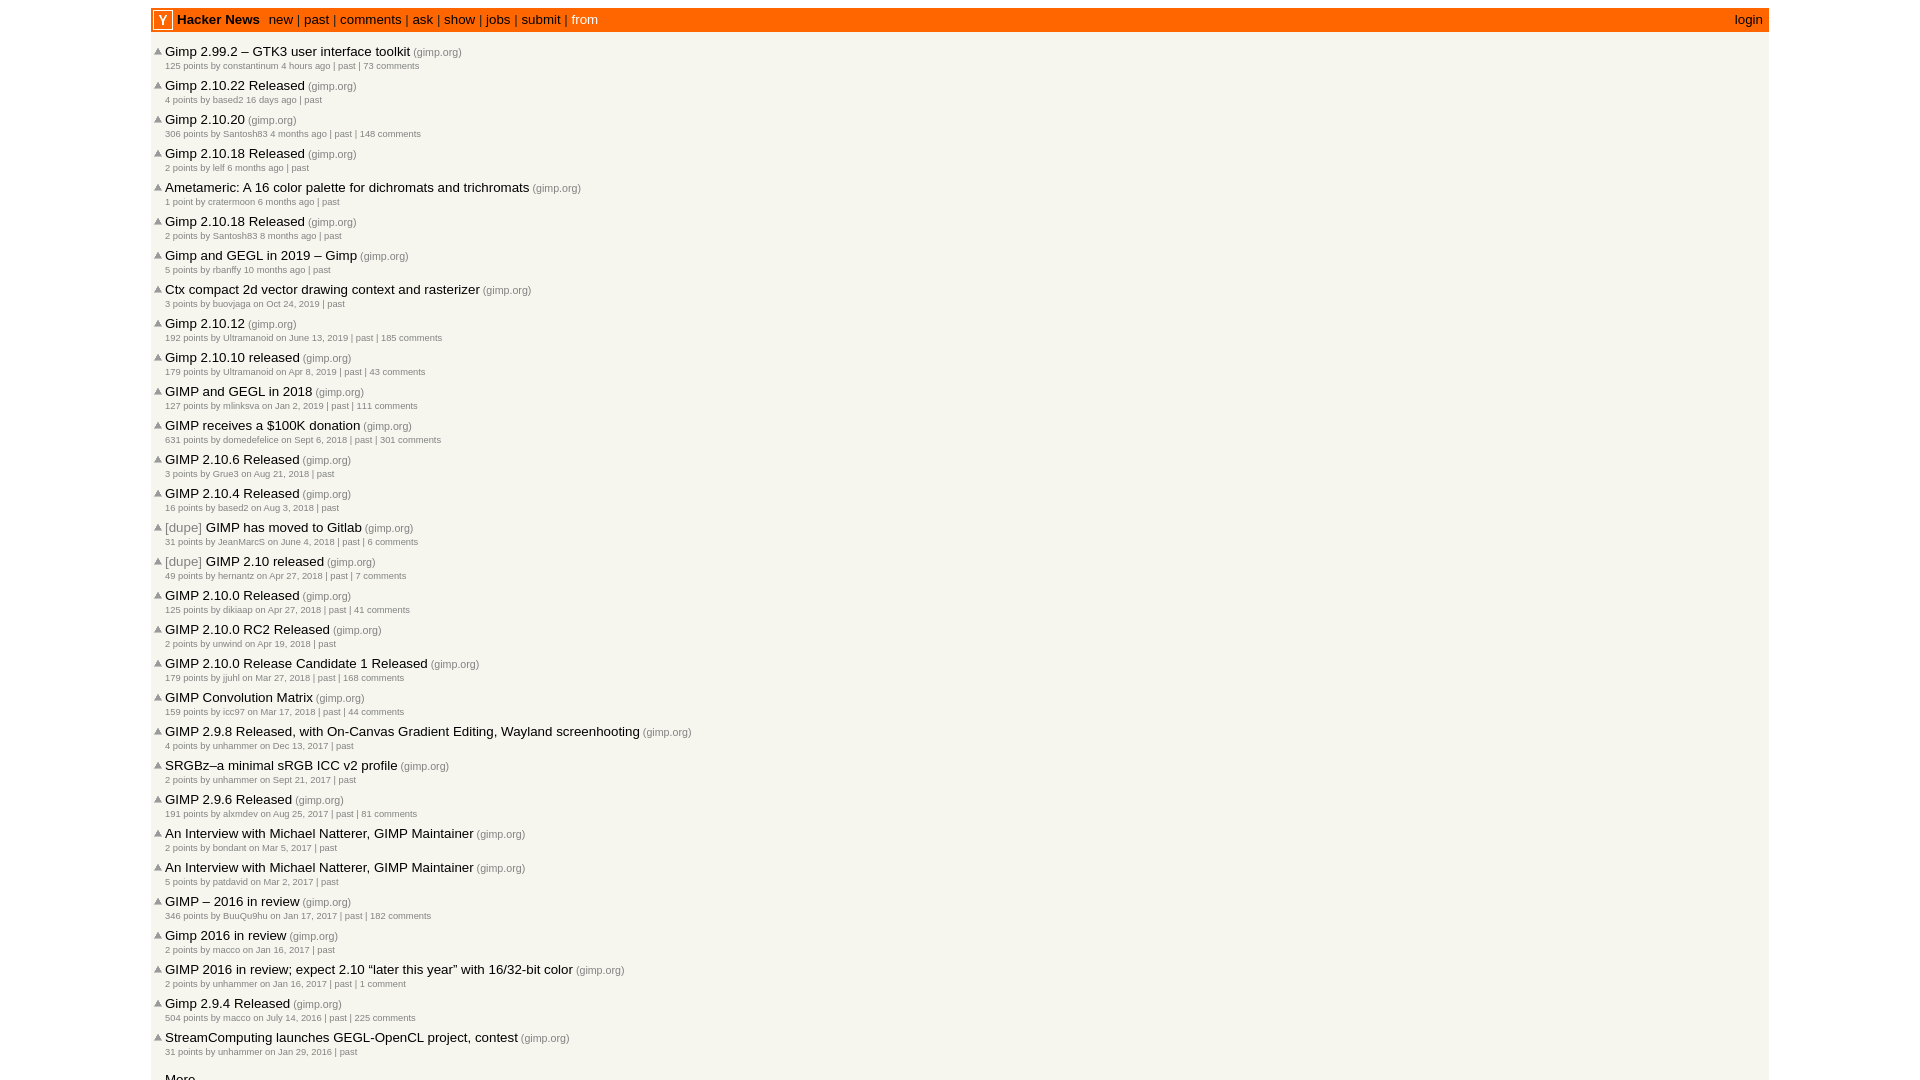 Y Hacker News new | past | comments | ask | show | jobs | submit | from login
Gimp 2.99.2 – GTK3 user interface toolkit (gimp.org)
125 points by constantinum 4 hours ago | past | 73 comments
Gimp 2.10.22 Released (gimp.org)
4 points by based2 16 days ago | past
Gimp 2.10.20 (gimp.org)
306 points by Santosh83 4 months ago | past | 148 comments
Gimp 2.10.18 Released (gimp.org)
2 points by lelf 6 months ago | past
Ametameric: A 16 color palette for dichromats and trichromats (gimp.org)
1 point by cratermoon 6 months ago | past
Gimp 2.10.18 Released (gimp.org)
2 points by Santosh83 8 months ago | past
Gimp and GEGL in 2019 – Gimp (gimp.org)
5 points by rbanffy 10 months ago | past
Ctx compact 2d vector drawing context and rasterizer (gimp.org)
3 points by buovjaga on Oct 24, 2019 | past
Gimp 2.10.12 (gimp.org)
192 points by Ultramanoid on June 13, 2019 | past | 185 comments
Gimp 2.10.10 released (gimp.org)
179 points by Ultramanoid on Apr 8, 2019 | past | 43 comments
GIMP and GEGL in 2018 (gimp.org)
127 points by mlinksva on Jan 2, 2019 | past | 111 comments
GIMP receives a $100K donation (gimp.org)
631 points by domedefelice on Sept 6, 2018 | past | 301 comments
GIMP 2.10.6 Released (gimp.org)
3 points by Grue3 on Aug 21, 2018 | past
GIMP 2.10.4 Released (gimp.org)
16 points by based2 on Aug 3, 2018 | past
[dupe] GIMP has moved to Gitlab (gimp.org)
31 points by JeanMarcS on June 4, 2018 | past | 6 comments
[dupe] GIMP 2.10 released (gimp.org)
49 points by hernantz on Apr 27, 2018 | past | 7 comments
GIMP 2.10.0 Released (gimp.org)
125 points by dikiaap on Apr 27, 2018 | past | 41 comments
GIMP 2.10.0 RC2 Released (gimp.org)
2 points by unwind on Apr 19, 2018 | past
GIMP 2.10.0 Release Candidate 1 Released (gimp.org)
179 points by jjuhl on Mar 27, 2018 | past | 168 comments
GIMP Convolution Matrix (gimp.org)
159 points by icc97 on Mar 17, 2018 | past | 44 comments
GIMP 2.9.8 Released, with On-Canvas Gradient Editing, Wayland screenhooting (gimp.org)
4 points by unhammer on Dec 13, 2017 | past
SRGBz–a minimal sRGB ICC v2 profile (gimp.org)
2 points by unhammer on Sept 21, 2017 | past
GIMP 2.9.6 Released (gimp.org)
191 points by alxmdev on Aug 25, 2017 | past | 81 comments
An Interview with Michael Natterer, GIMP Maintainer (gimp.org)
2 points by bondant on Mar 5, 2017 | past
An Interview with Michael Natterer, GIMP Maintainer (gimp.org)
5 points by patdavid on Mar 2, 2017 | past
GIMP – 2016 in review (gimp.org)
346 points by BuuQu9hu on Jan 17, 2017 | past | 182 comments
Gimp 2016 in review (gimp.org)
2 points by macco on Jan 16, 2017 | past
GIMP 2016 in review; expect 2.10 “later this year” with 16/32-bit color (gimp.org)
2 points by unhammer on Jan 16, 2017 | past | 1 comment
Gimp 2.9.4 Released (gimp.org)
504 points by macco on July 14, 2016 | past | 225 comments
StreamComputing launches GEGL-OpenCL project, contest (gimp.org)
31 points by unhammer on Jan 29, 2016 | past
More